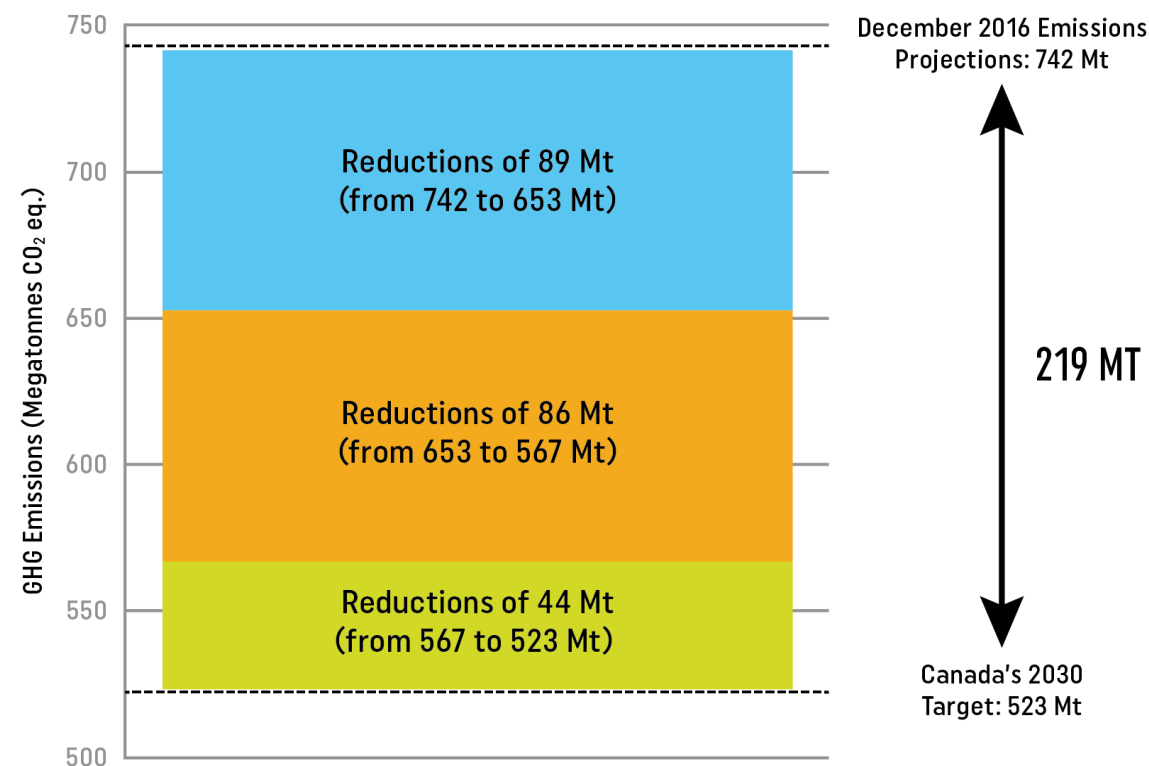 GHG Emissions (Megatonnes CO₂ eq.)
750
700
650
600
550
500
Reductions of 89 Mt
(from 742 to 653 Mt)
Reductions of 86 Mt
(from 653 to 567 Mt)
Reductions of 44 Mt
(from 567 to 523 Mt)
December 2016 Emissions
Projections: 742 Mt
219 MT
Canada's 2030
Target: 523 Mt